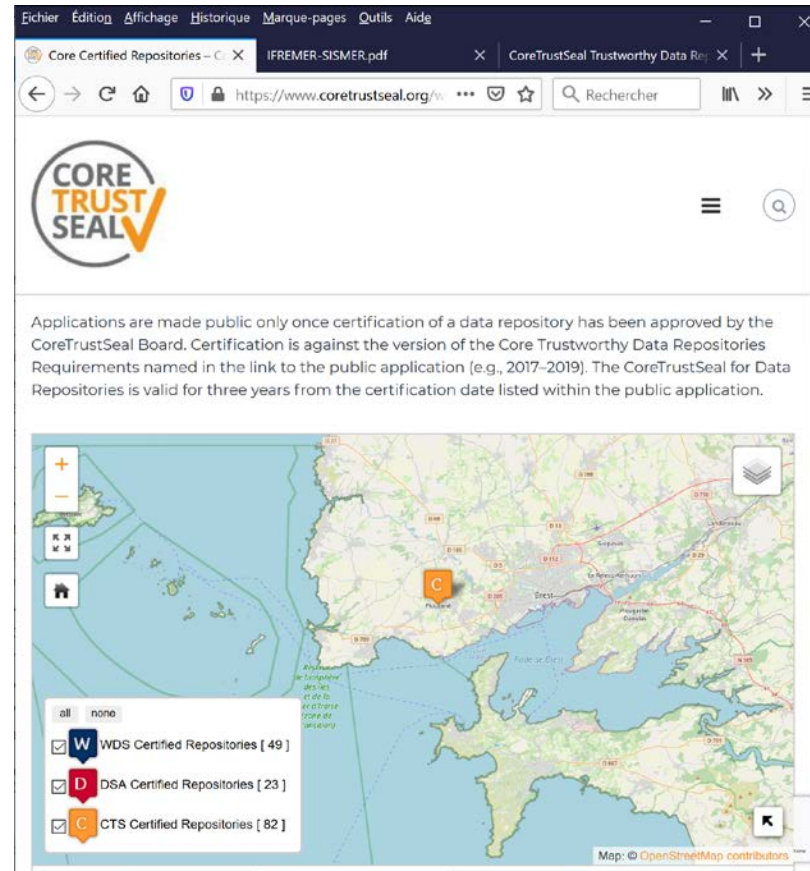 Fichier Édition Affichage Historique Marque-pages Outils Aide
Core Certified Repositories – C
IFREMER-SISMER.pdf
CoreTrustSeal Trustworthy Data Re
https://www.coretrustseal.org/w
Rechercher
CORE
TRUST
SEAL
Applications are made public only once certification of a data repository has been approved by the
CoreTrustSeal Board. Certification is against the version of the Core Trustworthy Data Repositories
Requirements named in the link to the public application (e.g., 2017–2019). The CoreTrustSeal for Data
Repositories is valid for three years from the certification date listed within the public application.
+
−
C
Plouzané
Brest
D 205
D 112
D 789
all none
W WDS Certified Repositories [ 49 ]
D DSA Certified Repositories [ 23 ]
C CTS Certified Repositories [ 82 ]
Map: © OpenStreetMap contributors